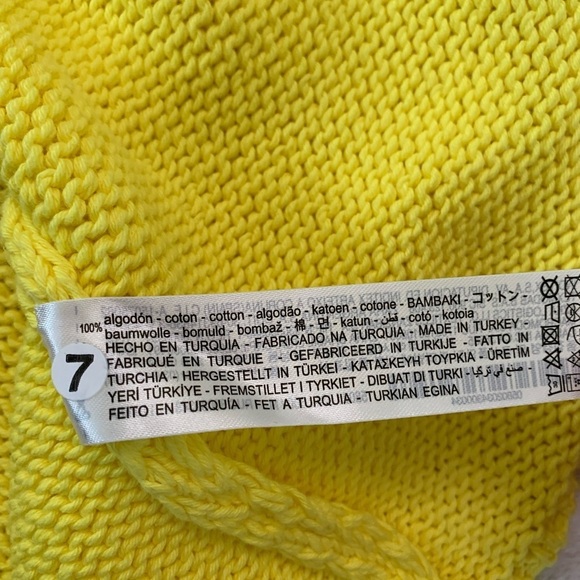 100% algodón - coton - cotton - algodão - katoen - cotone - BAMBAKI - コットン -
baumwolle - bomuld - bombaž - 棉 - 면 - katun - قطن - cotó - kotoia
HECHO EN TURQUIA - FABRICADO NA TURQUIA - MADE IN TURKEY -
FABRIQUÉ EN TURQUIE - GEFABRICEERD IN TURKIJE - FATTO IN
TURCHIA - HERGESTELLT IN TÜRKEI - ΚΑΤΑΣΚΕΥΗ ΤΟΥΡΚΙΑ - ÜRETİM
YERİ TÜRKİYE - FREMSTILLET I TYRKIET - DIBUAT DI TURKI - صنع في تركيا -
FEITO EN TURQUÍA - FET A TURQUIA - TURKIAN EGINA
7